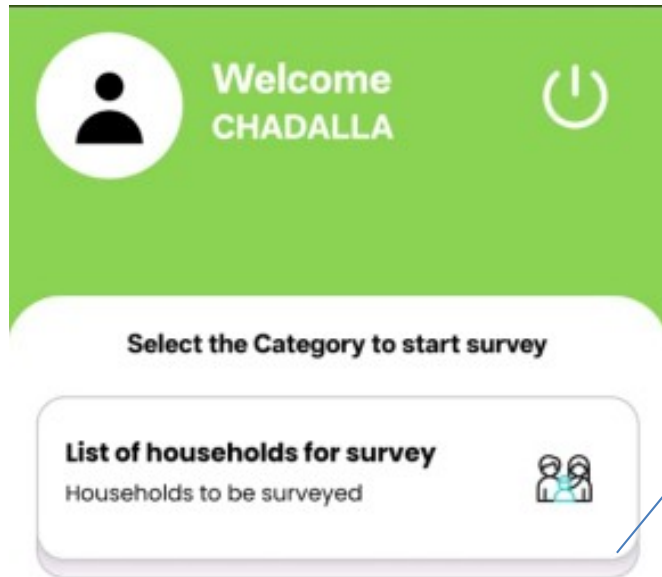 Welcome
CHADALLA
Select the Category to start survey
List of households for survey
Households to be surveyed